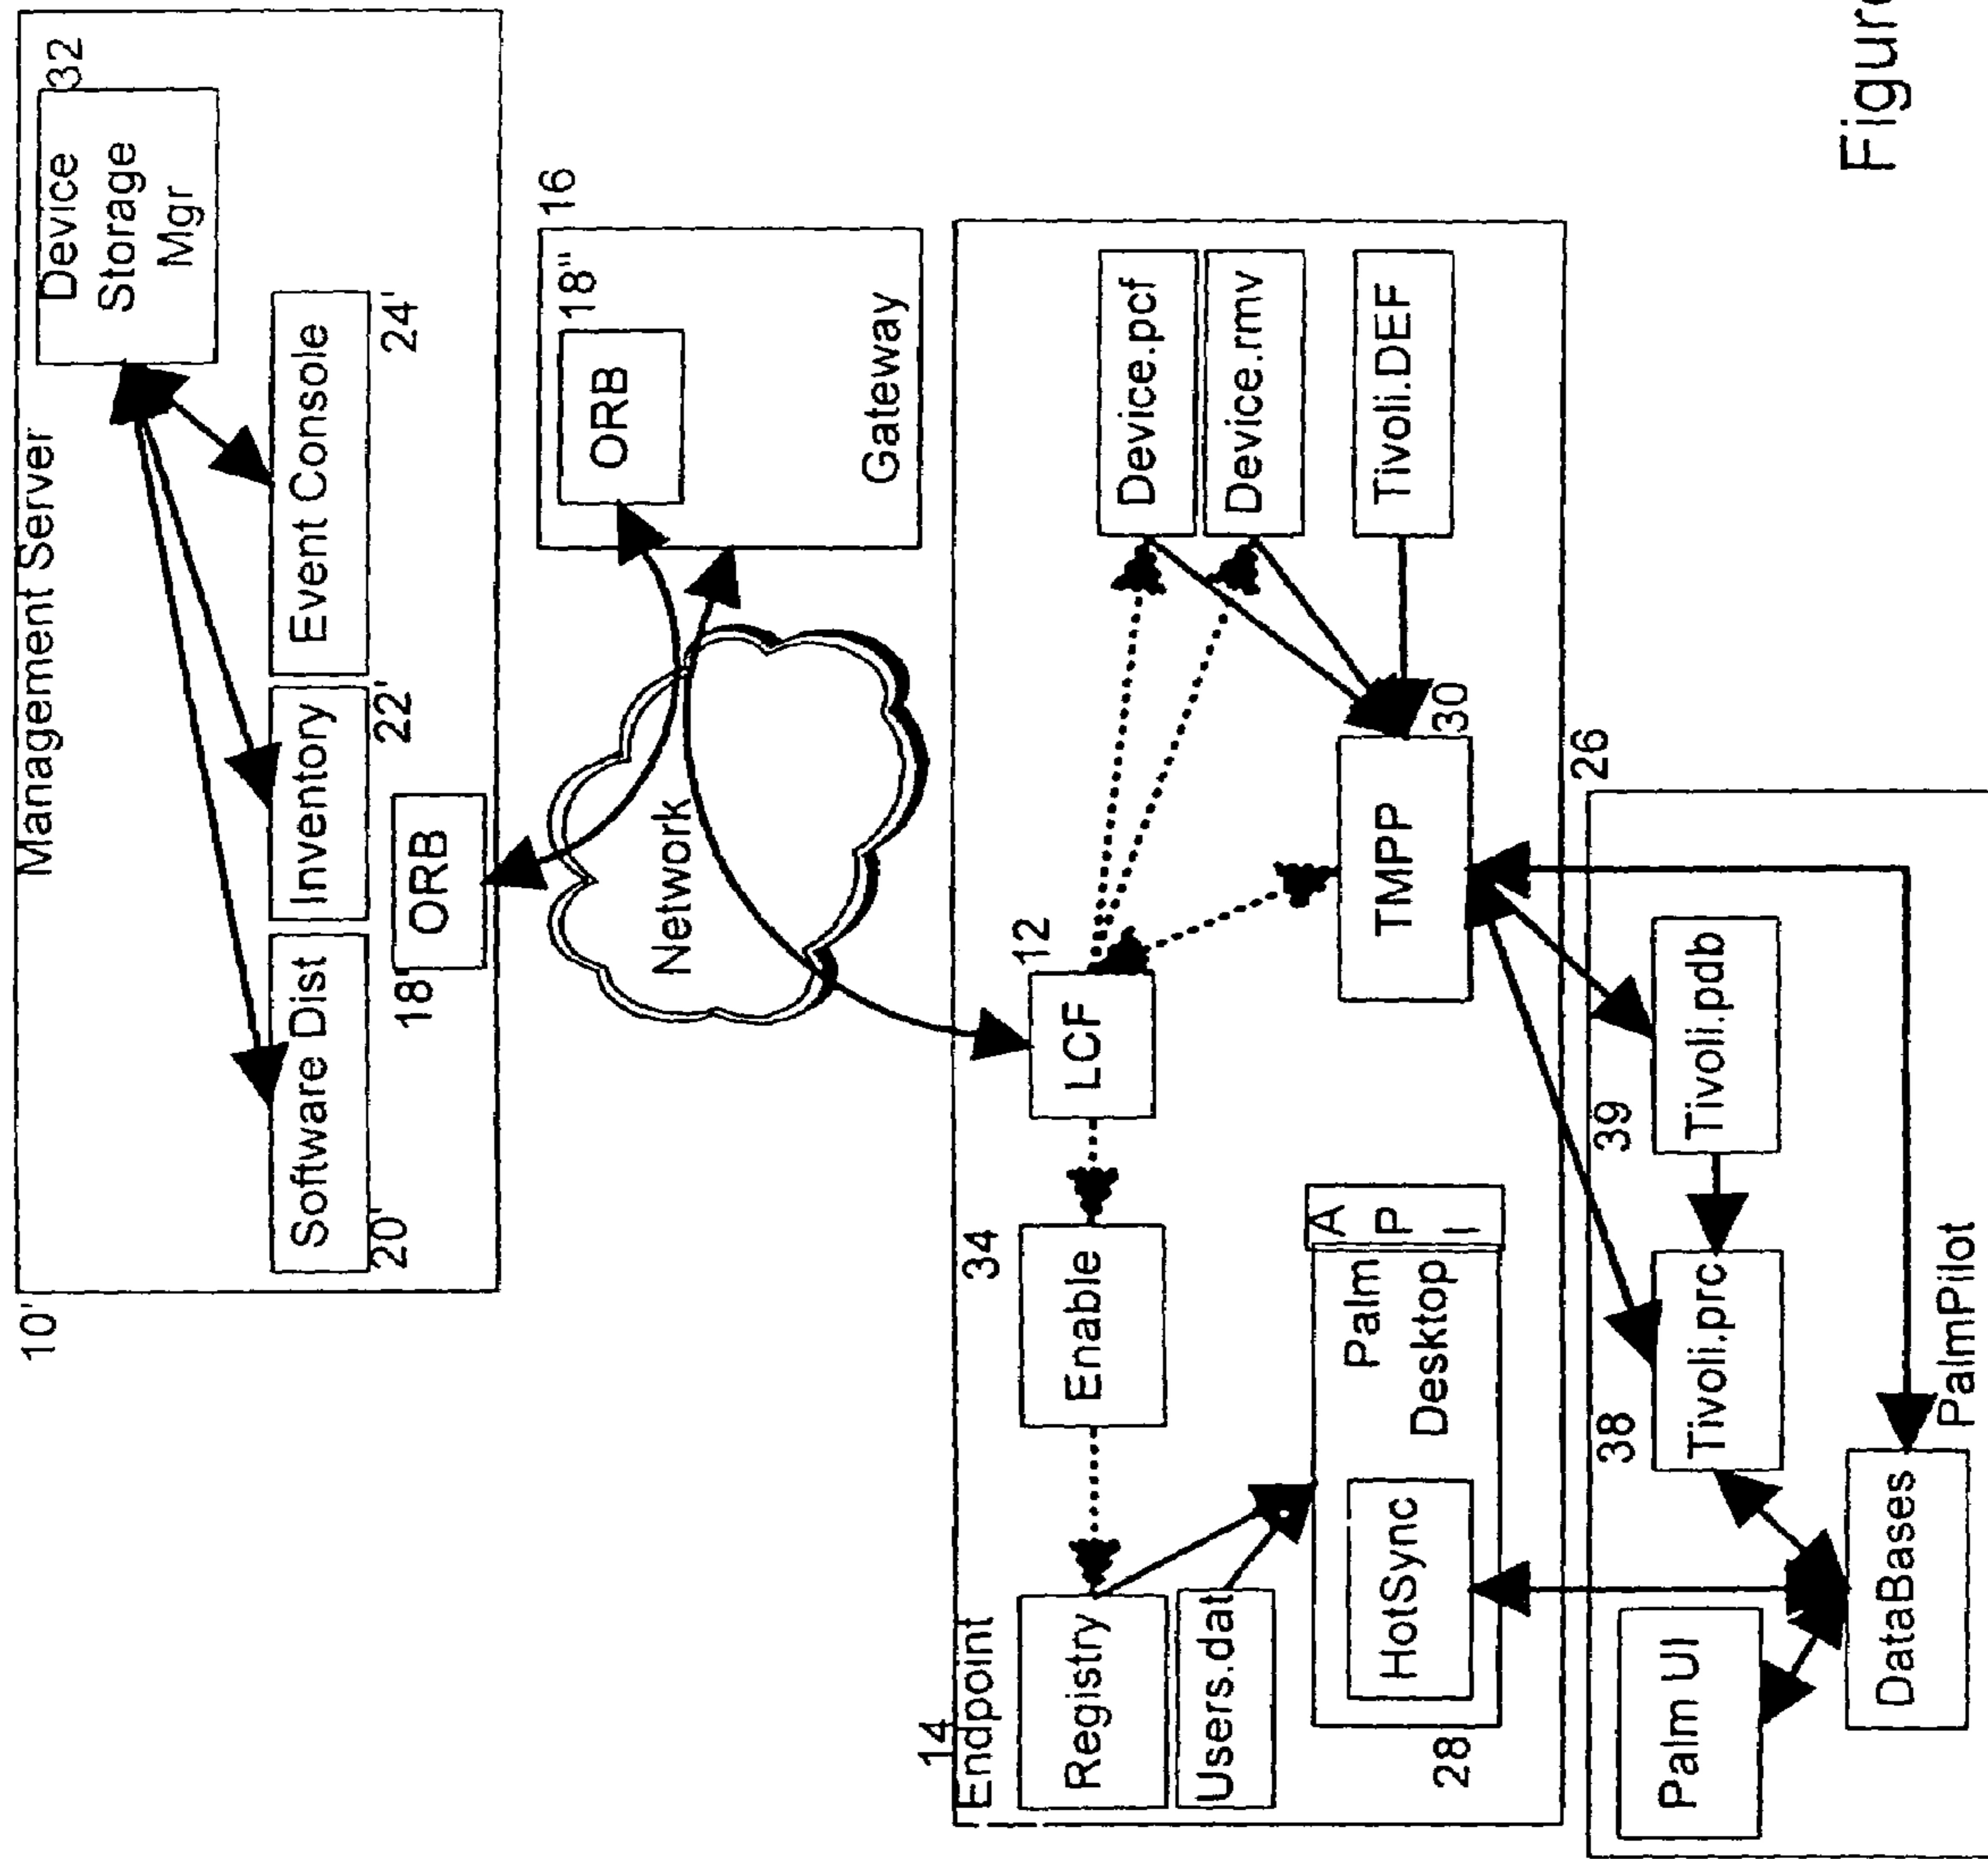 10'
Management Server
Device
Storage
Mgr
32
Software Dist
20'
Inventory
22'
Event Console
24'
ORB
18'
Network
ORB
18"
Gateway
16
14
Endpoint
Registry
Users.dat
Enable
34
LCF
12
Device.pcf
Device.rmv
Tivoli.DEF
TMPP
30
Palm
Desktop
A
P
I
HotSync
28
26
Palm UI
DataBases
PalmPilot
Tivoli.prc
38
Tivoli.pdb
39